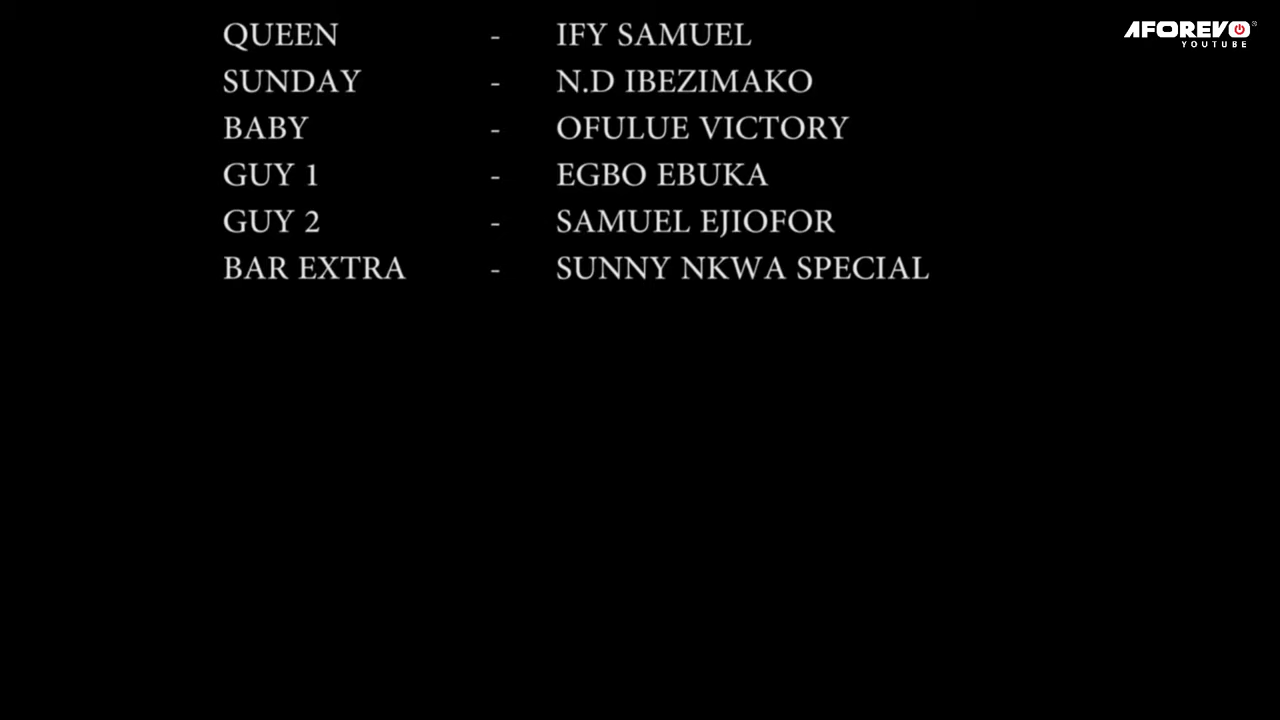 AFOREVO
YOUTUBE
QUEEN - IFY SAMUEL
SUNDAY - N.D IBEZIMAKO
BABY - OFULUE VICTORY
GUY 1 - EGBO EBUKA
GUY 2 - SAMUEL EJIOFOR
BAR EXTRA - SUNNY NKWA SPECIAL